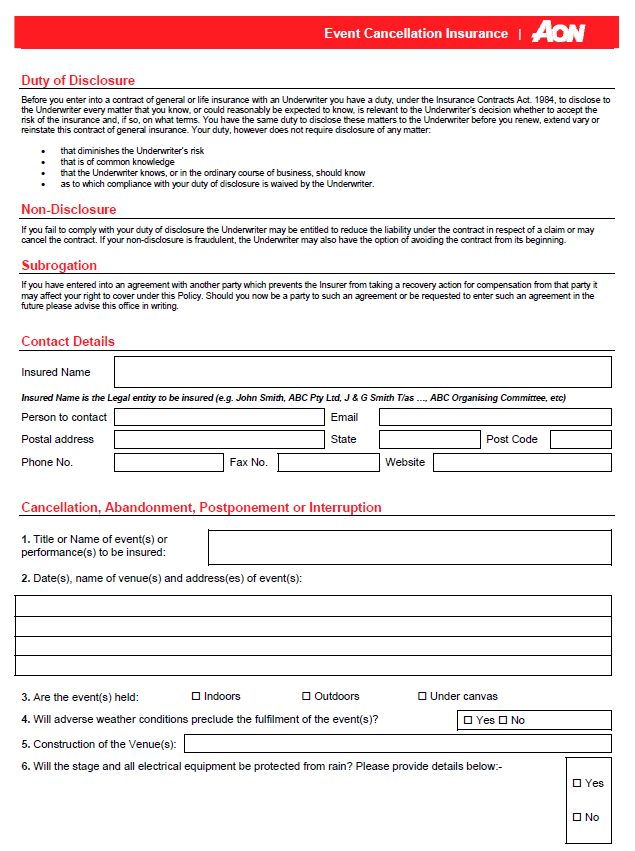 Event Cancellation Insurance | AON
Duty of Disclosure
Before you enter into a contract of general or life insurance with an Underwriter you have a duty, under the Insurance Contracts Act. 1984, to disclose to
the Underwriter every matter that you know, or could reasonably be expected to know, is relevant to the Underwriter's decision whether to accept the
risk of the insurance and, if so, on what terms. You have the same duty to disclose these matters to the Underwriter before you renew, extend vary or
reinstate this contract of general insurance. Your duty, however does not require disclosure of any matter:
• that diminishes the Underwriter's risk
• that is of common knowledge
• that the Underwriter knows, or in the ordinary course of business, should know
• as to which compliance with your duty of disclosure is waived by the Underwriter.
Non-Disclosure
If you fail to comply with your duty of disclosure the Underwriter may be entitled to reduce the liability under the contract in respect of a claim or may
cancel the contract. If your non-disclosure is fraudulent, the Underwriter may also have the option of avoiding the contract from its beginning.
Subrogation
If you have entered into an agreement with another party which prevents the Insurer from taking a recovery action for compensation from that party it
may affect your right to cover under this Policy. Should you now be a party to such an agreement or be requested to enter such an agreement in the
future please advise this office in writing.
Contact Details
Insured Name
Insured Name is the Legal entity to be insured (e.g. John Smith, ABC Pty Ltd, J & G Smith T/as ..., ABC Organising Committee, etc)
Person to contact Email
Postal address State Post Code
Phone No. Fax No. Website
Cancellation, Abandonment, Postponement or Interruption
1. Title or Name of event(s) or
performance(s) to be insured:
2. Date(s), name of venue(s) and address(es) of event(s):
3. Are the event(s) held: ☐ Indoors ☐ Outdoors ☐ Under canvas
4. Will adverse weather conditions preclude the fulfilment of the event(s)? ☐ Yes ☐ No
5. Construction of the Venue(s):
6. Will the stage and all electrical equipment be protected from rain? Please provide details below:-
☐ Yes
☐ No